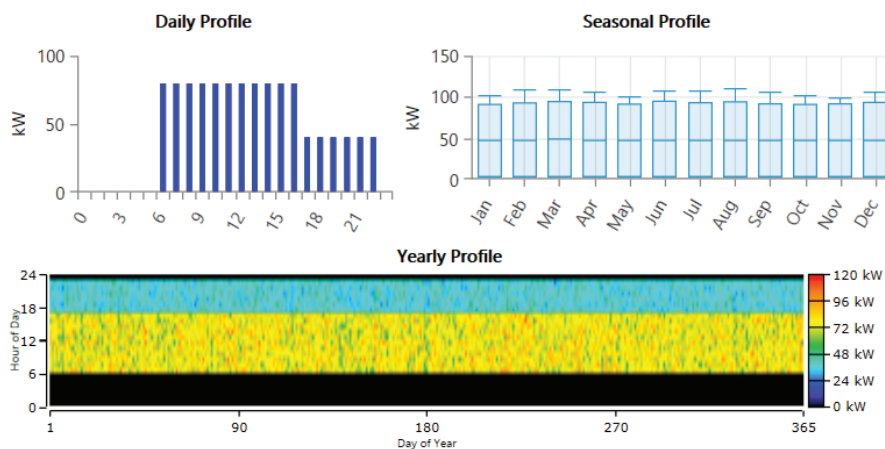 Daily Profile
100
50
0
kW
0
3
6
9
12
15
18
21
Seasonal Profile
150
100
50
0
kW
Jan
Feb
Mar
Apr
May
Jun
Jul
Aug
Sep
Oct
Nov
Dec
Yearly Profile
24
18
12
6
0
Hour of Day
1
90
180
270
365
Day of Year
120 kW
96 kW
72 kW
48 kW
24 kW
0 kW